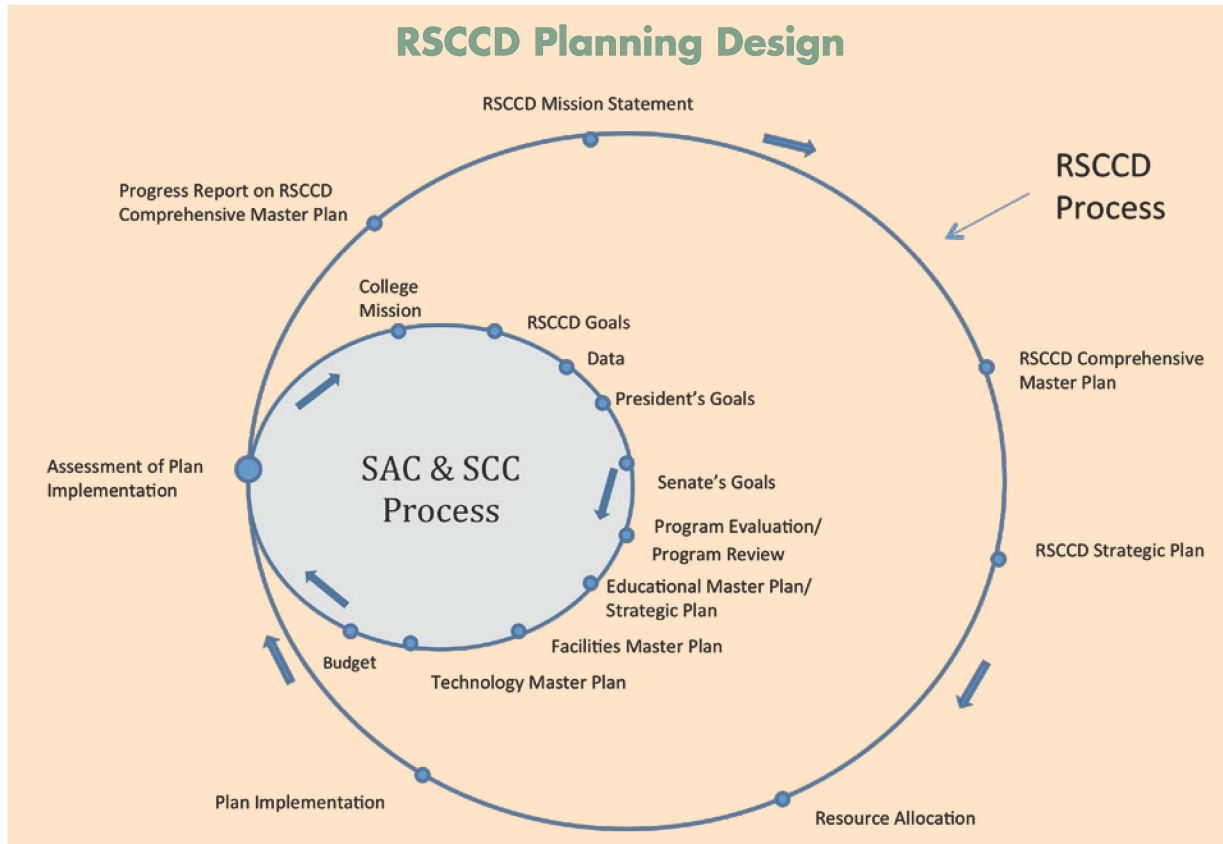 RSCCD Planning Design
RSCCD Mission Statement
RSCCD
Process
Progress Report on RSCCD
Comprehensive Master Plan
College
Mission
RSCCD Goals
Data
RSCCD Comprehensive
Master Plan
President's Goals
Assessment of Plan
Implementation
SAC & SCC
Process
Senate's Goals
Program Evaluation/
Program Review
RSCCD Strategic Plan
Educational Master Plan/
Strategic Plan
Facilities Master Plan
Budget
Technology Master Plan
Plan Implementation
Resource Allocation